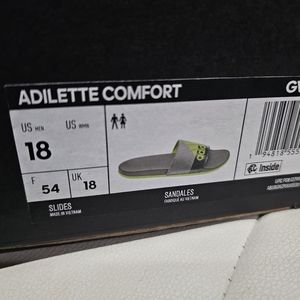 ADILETTE COMFORT
US MEN
US WMN
18
F
54
UK
18
SLIDES
MADE IN VIETNAM
SANDALES
FABRIQUÉ AU VIETNAM
Inside